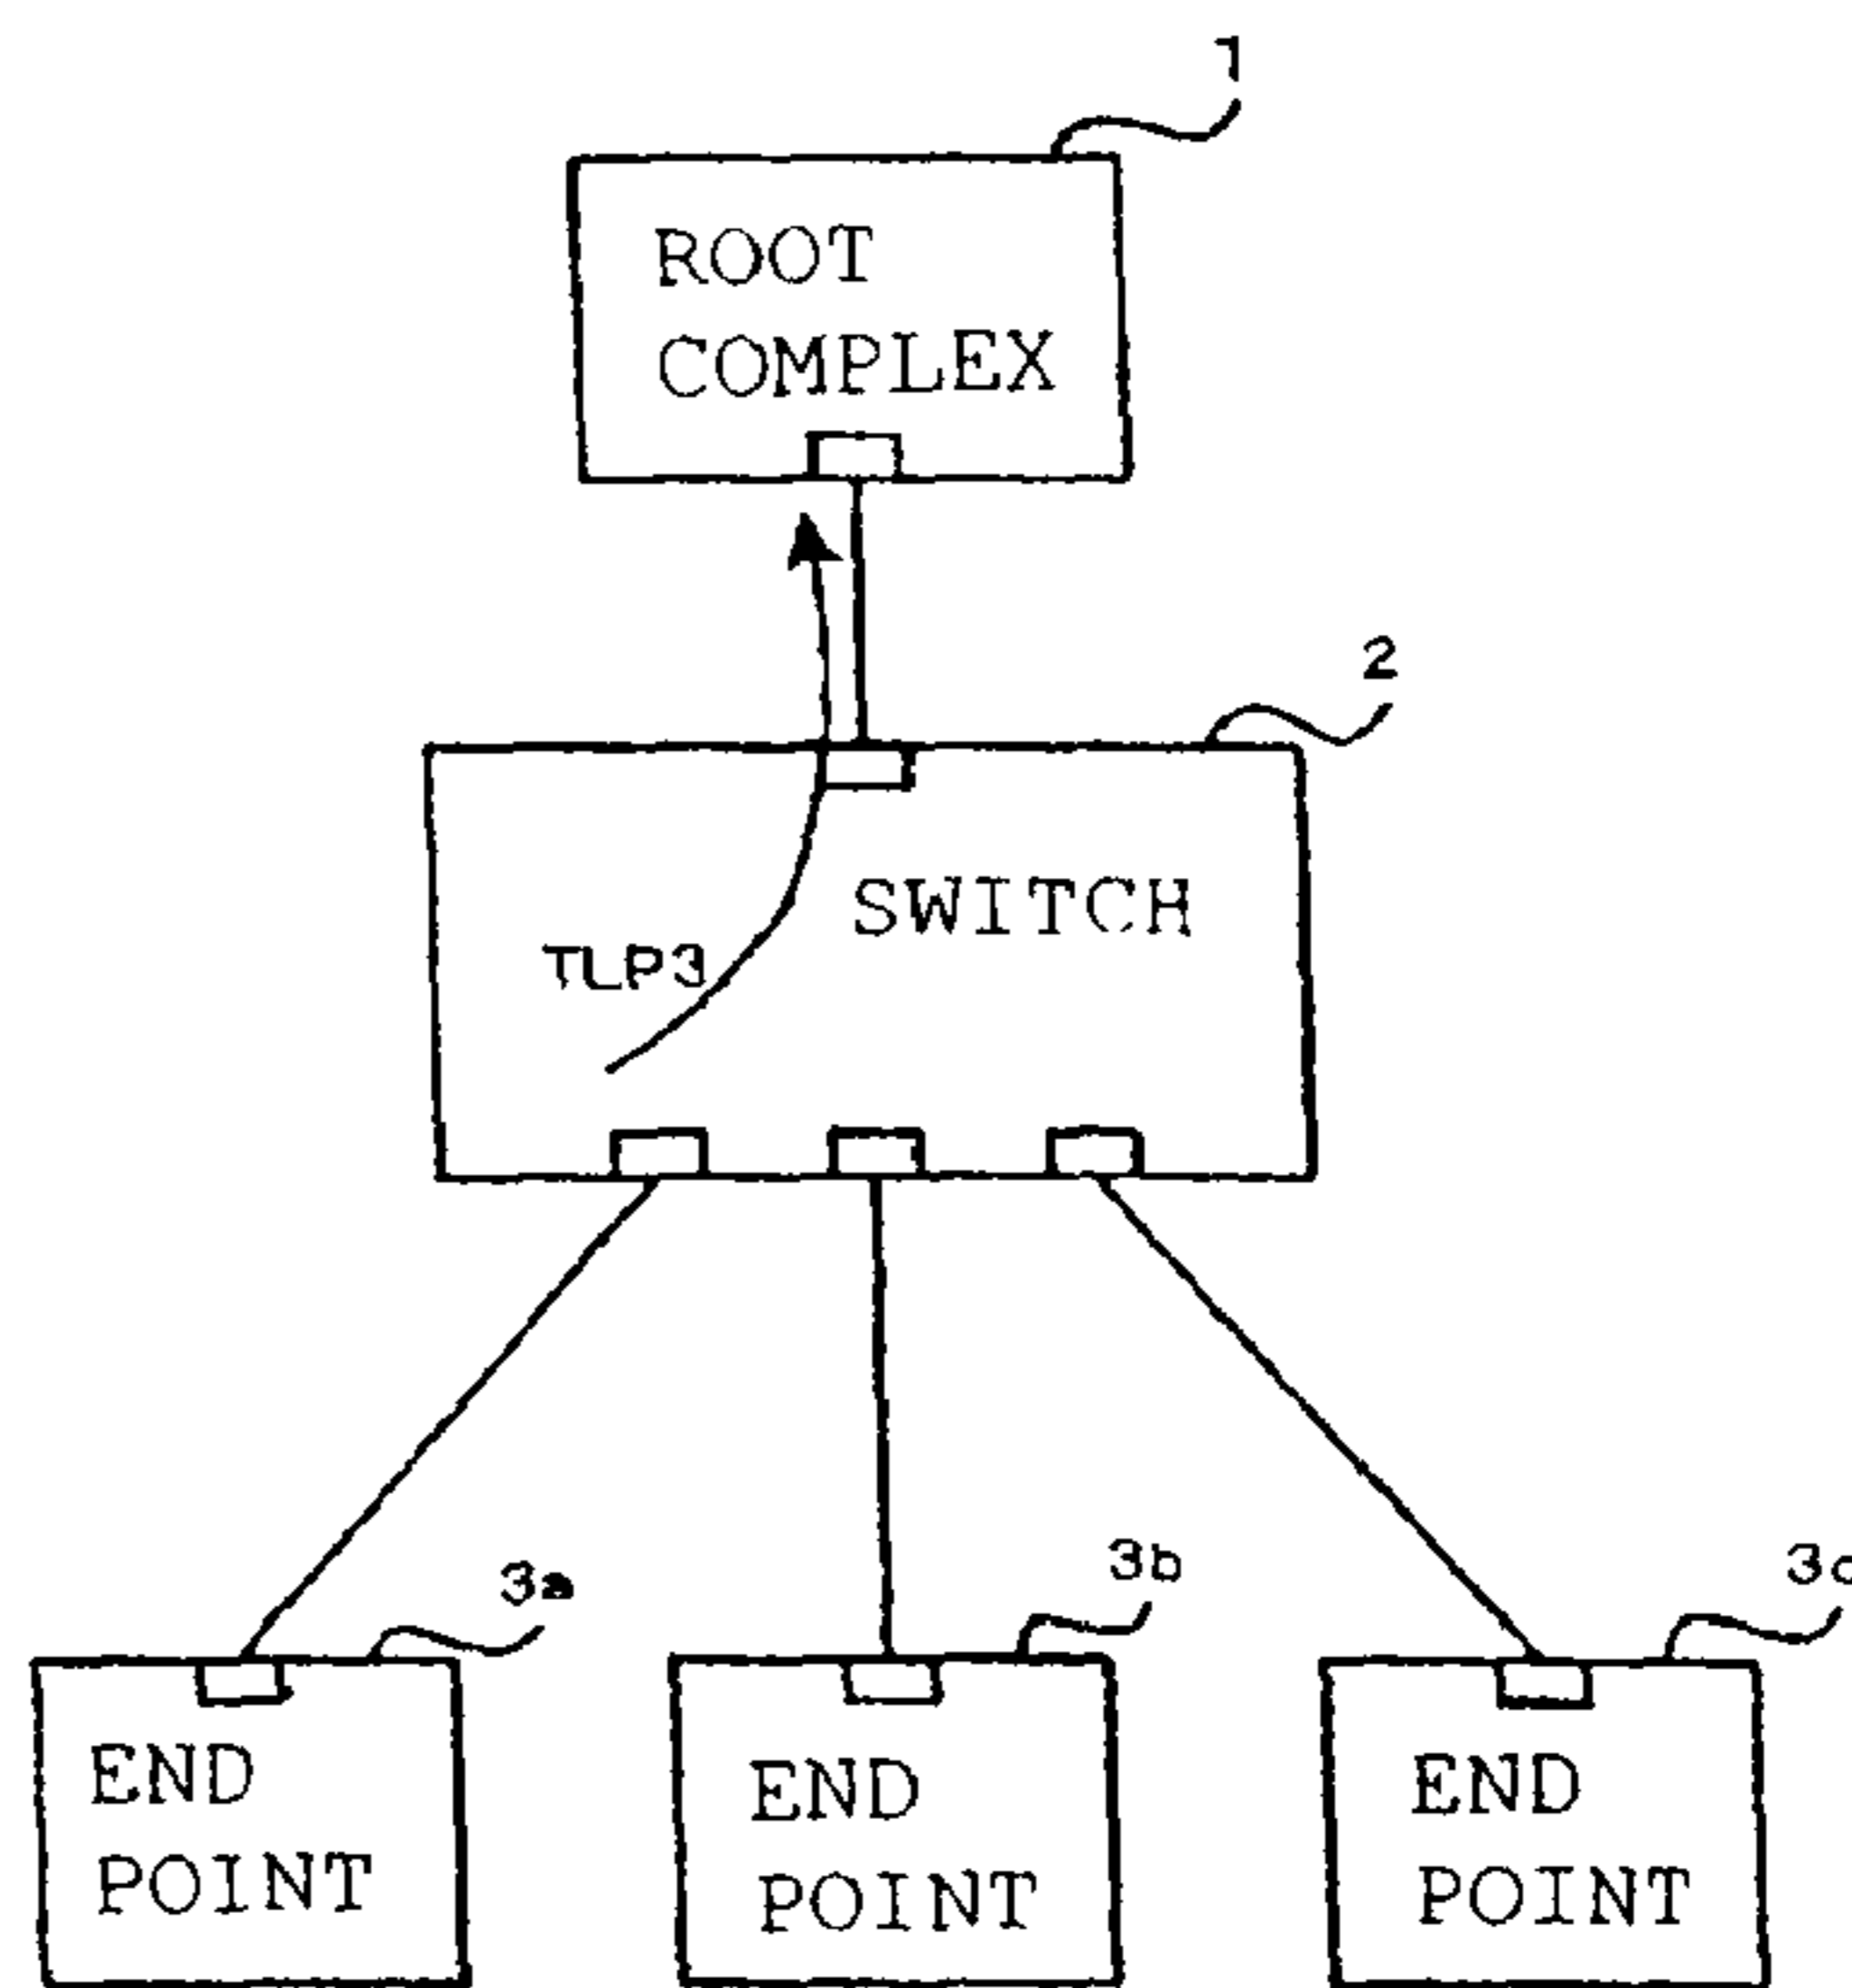 1
ROOT
COMPLEX
2
SWITCH
TLP3
3a
3b
3c
END
POINT
END
POINT
END
POINT